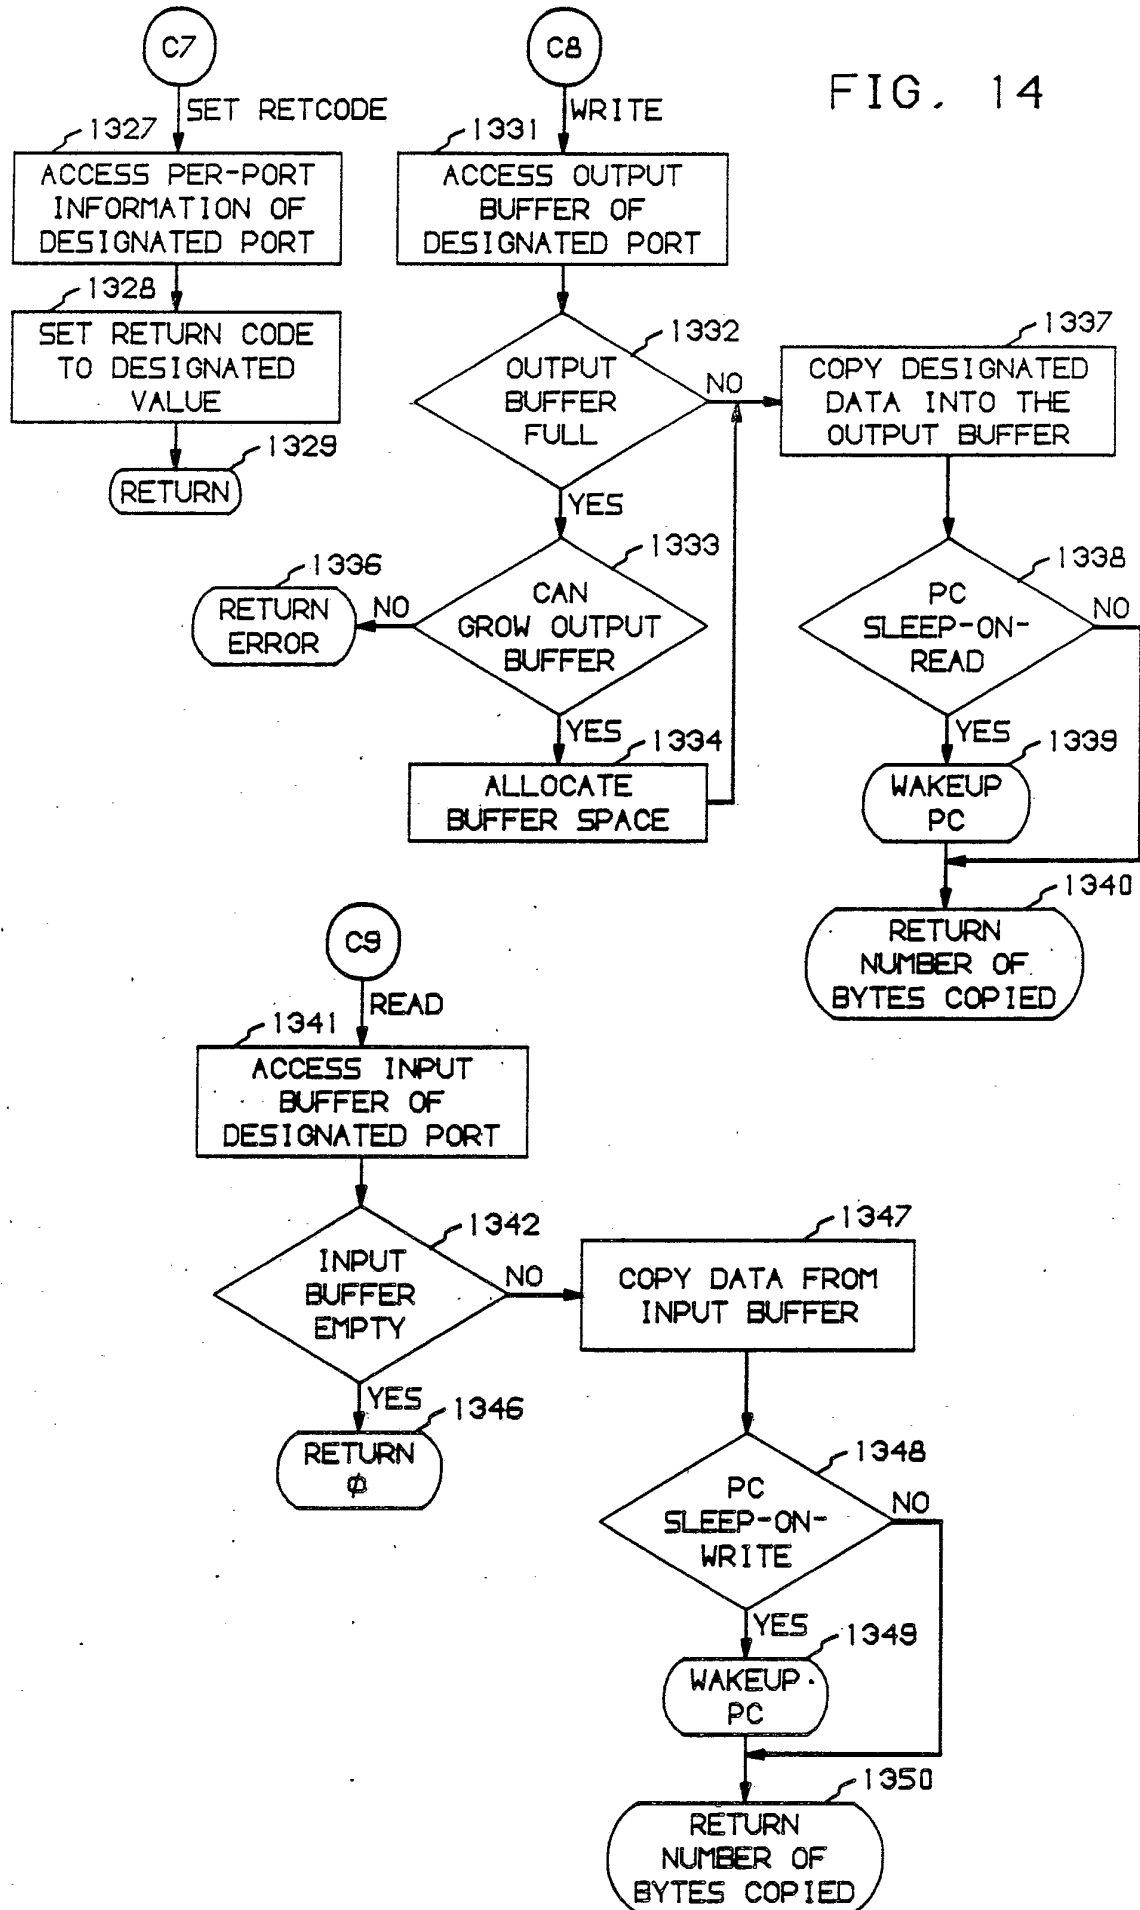 FIG. 14
C7
SET RETCODE
1327
ACCESS PER-PORT
INFORMATION OF
DESIGNATED PORT
1328
SET RETURN CODE
TO DESIGNATED
VALUE
1329
RETURN
C8
WRITE
1331
ACCESS OUTPUT
BUFFER OF
DESIGNATED PORT
1332
OUTPUT
BUFFER
FULL
NO
YES
1333
CAN
GROW OUTPUT
BUFFER
NO
1336
RETURN
ERROR
YES
1334
ALLOCATE
BUFFER SPACE
1337
COPY DESIGNATED
DATA INTO THE
OUTPUT BUFFER
1338
PC
SLEEP-ON-
READ
NO
YES
1339
WAKEUP
PC
1340
RETURN
NUMBER OF
BYTES COPIED
C9
READ
1341
ACCESS INPUT
BUFFER OF
DESIGNATED PORT
1342
INPUT
BUFFER
EMPTY
NO
YES
1346
RETURN
0
1347
COPY DATA FROM
INPUT BUFFER
1348
PC
SLEEP-ON-
WRITE
NO
YES
1349
WAKEUP
PC
1350
RETURN
NUMBER OF
BYTES COPIED